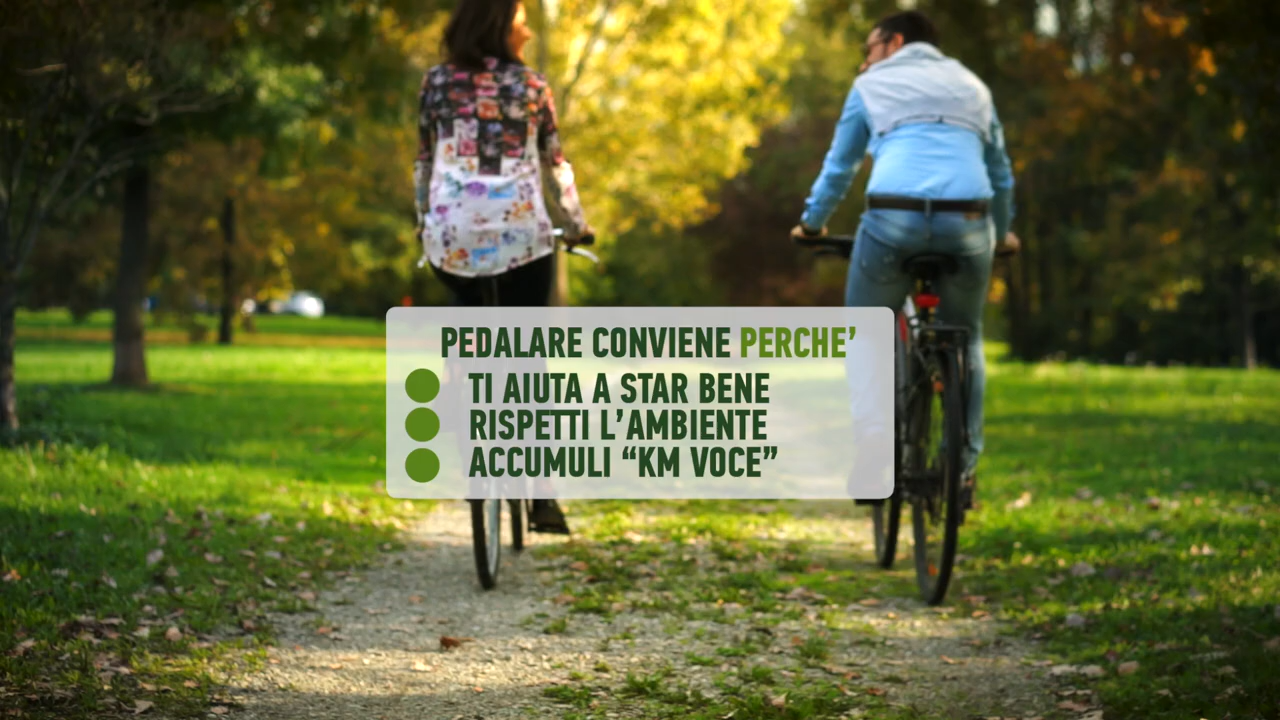 PEDALARE CONVIENE PERCHE’
TI AIUTA A STAR BENE
RISPETTI L’AMBIENTE
ACCUMULI “KM VOCE”